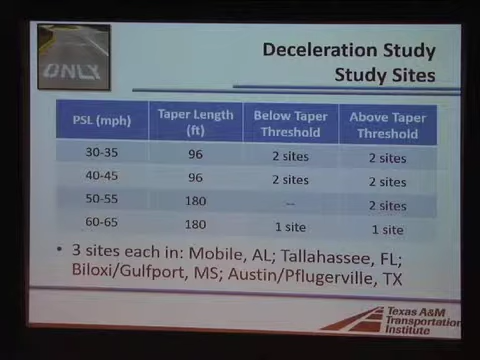 ONLY
Deceleration Study
Study Sites
PSL (mph) Taper Length (ft) Below Taper Threshold Above Taper Threshold
30-35 96 2 sites 2 sites
40-45 96 2 sites 2 sites
50-55 180 -- 2 sites
60-65 180 1 site 1 site
• 3 sites each in: Mobile, AL; Tallahassee, FL;
Biloxi/Gulfport, MS; Austin/Pflugerville, TX
Texas A&M
Transportation
Institute